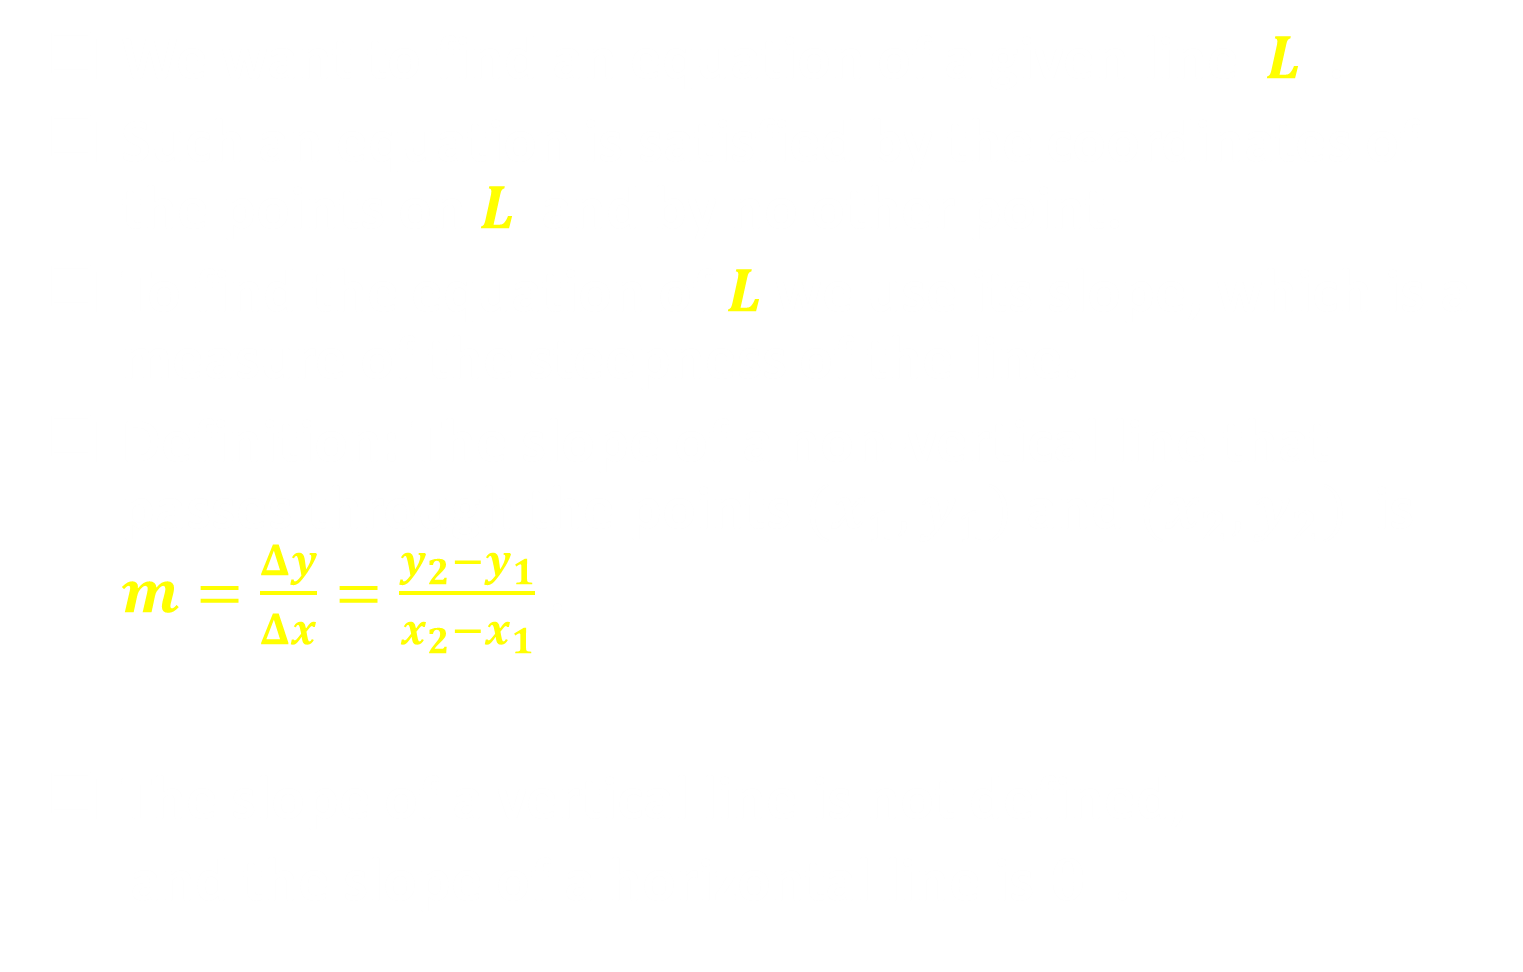 L
L
L
m = Δy/Δx = y₂−y₁/x₂−x₁